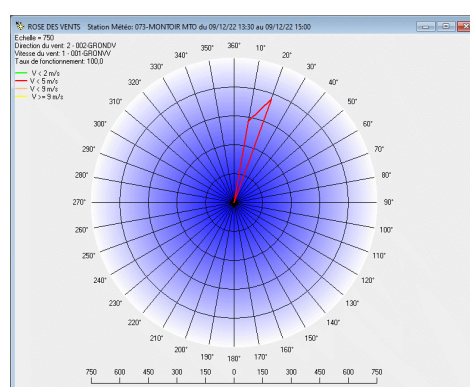 ROSE DES VENTS Station Météo: 073-MONTOIR MTO du 09/12/22 13:30 au 09/12/22 15:00
Echelle = 750
Direction du vent: 2 - 002-GRONDV
Vitesse du vent: 1 - 001-GRONVV
Taux de fonctionnement: 100,0
V < 2 m/s
V < 5 m/s
V < 9 m/s
V >= 9 m/s
350° 360° 10°
340° 20°
330° 30°
320° 40°
310° 50°
300° 60°
290° 70°
280° 80°
270° 90°
260° 100°
250° 110°
240° 120°
230° 130°
220° 140°
210° 150°
200° 160°
190° 180° 170°
750 600 450 300 150 0 150 300 450 600 750